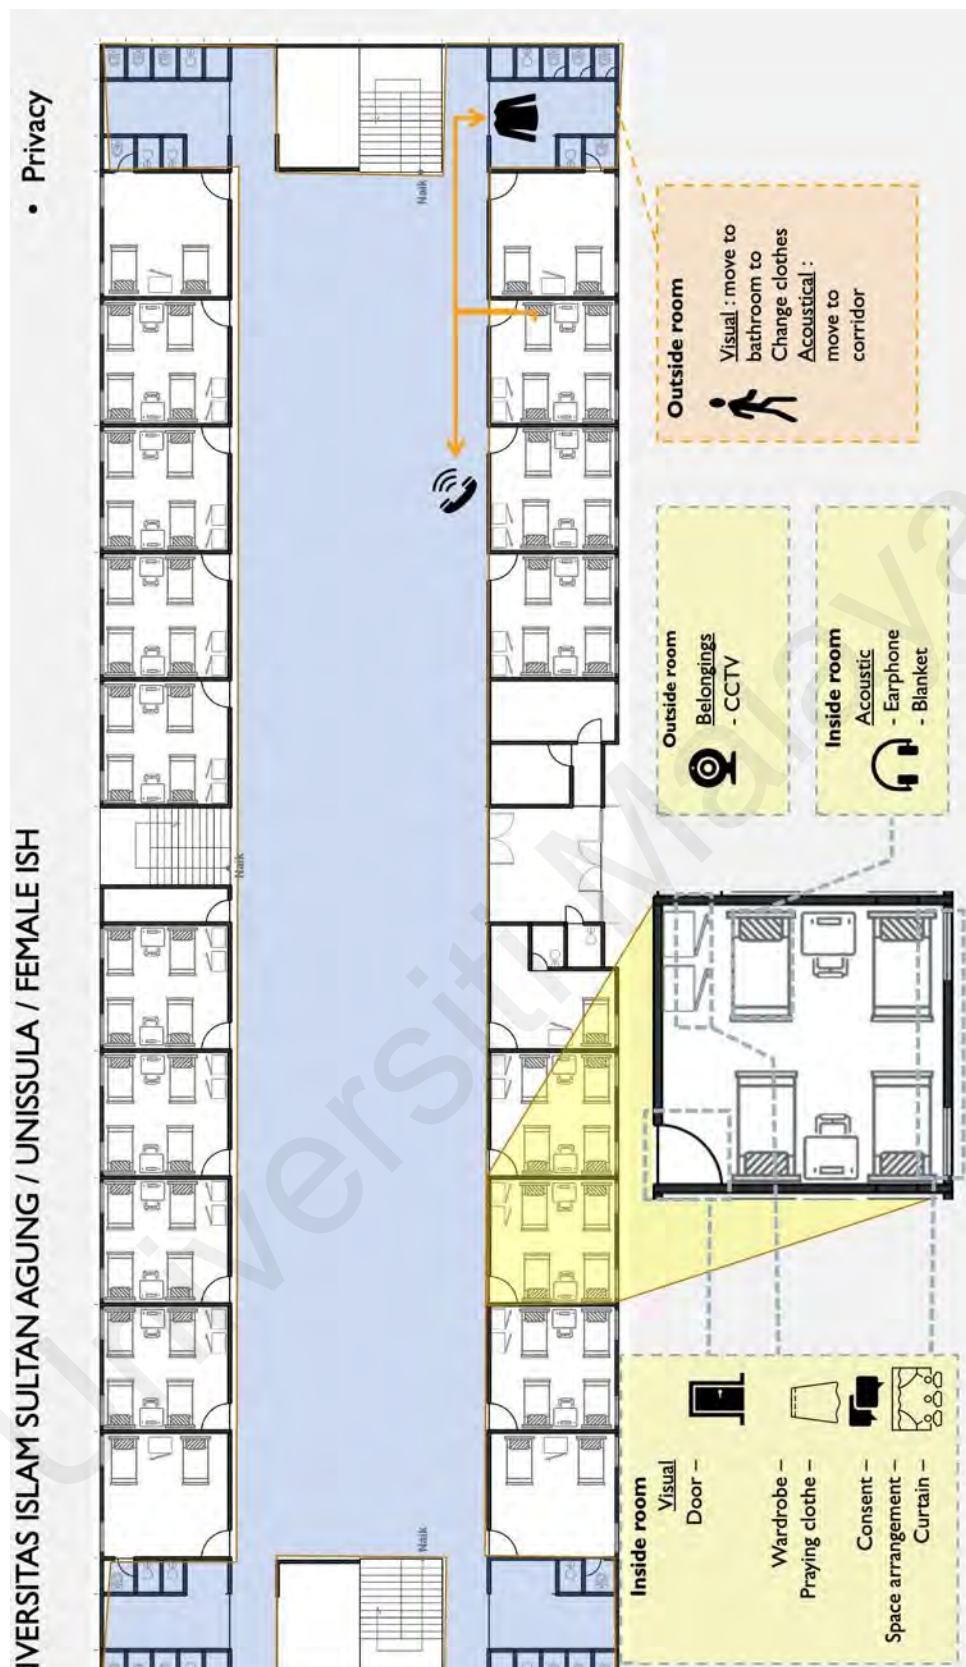 IVERSITAS ISLAM SULTAN AGUNG / UNISSULA / FEMALE ISH
• Privacy
Naik
Naik
Naik
Inside room
Visual
Door –
Wardrobe –
Praying clothe –
Consent –
Space arrangement –
Curtain –
Outside room
Belongings
- CCTV
Inside room
Acoustic
- Earphone
- Blanket
Outside room
Visual : move to
bathroom to
Change clothes
Acoustical :
move to
corridor
University Malaya